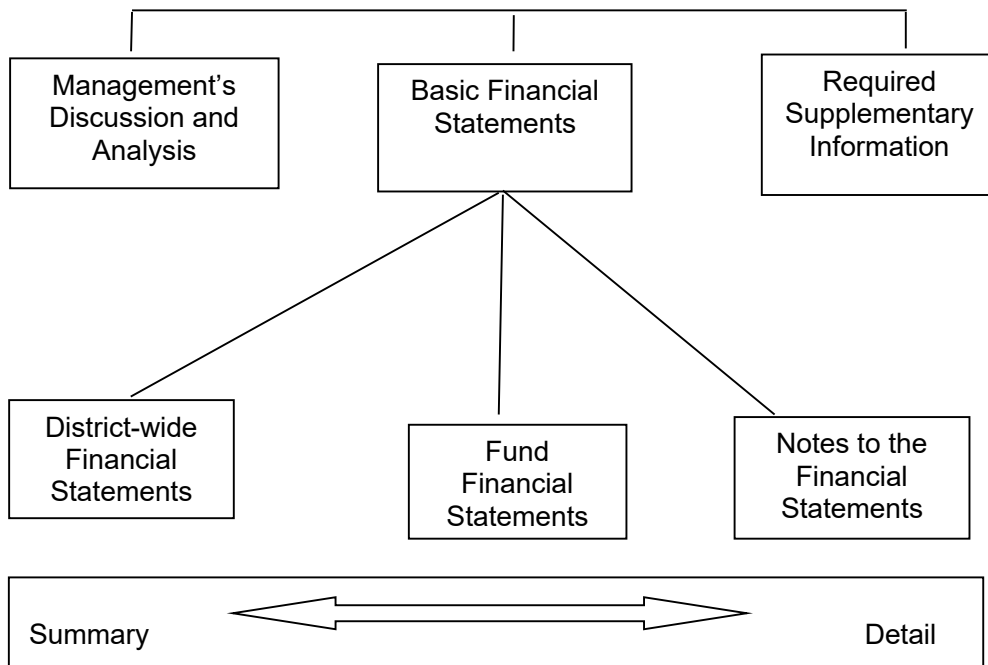 Management’s
Discussion and
Analysis
Basic Financial
Statements
Required
Supplementary
Information
District-wide
Financial
Statements
Fund
Financial
Statements
Notes to the
Financial
Statements
Summary
Detail